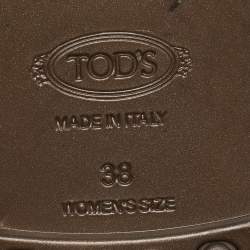 TOD'S
MADE IN ITALY
38
WOMEN'S SIZE